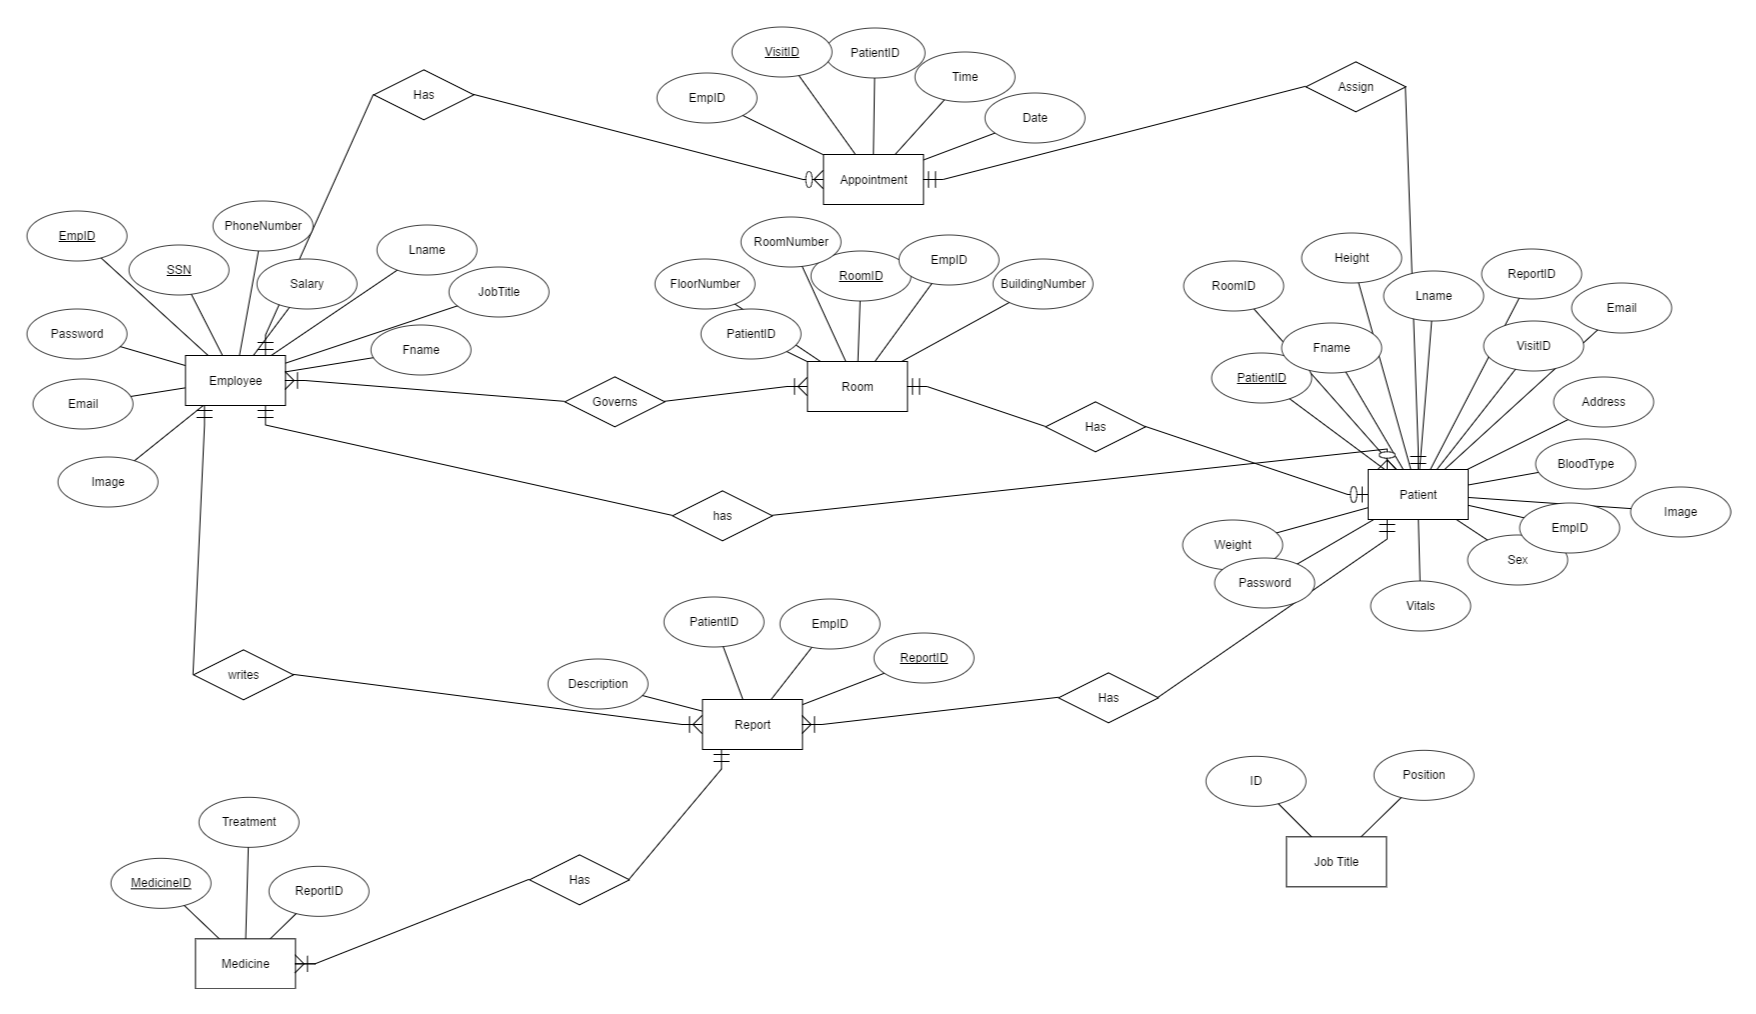 VisitID
PatientID
Time
EmpID
Date
Has
Assign
Appointment
PhoneNumber
EmpID
SSN
Salary
Lname
JobTitle
Password
Fname
Employee
Email
Image
RoomNumber
RoomID
EmpID
FloorNumber
BuildingNumber
PatientID
Governs
Room
Has
Height
RoomID
Lname
ReportID
Email
Fname
VisitID
PatientID
Address
BloodType
Patient
Image
EmpID
Weight
Sex
Password
Vitals
has
PatientID
EmpID
ReportID
Description
writes
Report
Has
ID
Position
Job Title
Treatment
MedicineID
ReportID
Has
Medicine